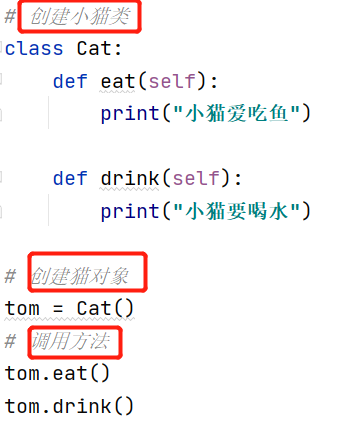 # 创建小猫类
class Cat:
    def eat(self):
        print("小猫爱吃鱼")
    def drink(self):
        print("小猫要喝水")
# 创建猫对象
tom = Cat()
# 调用方法
tom.eat()
tom.drink()